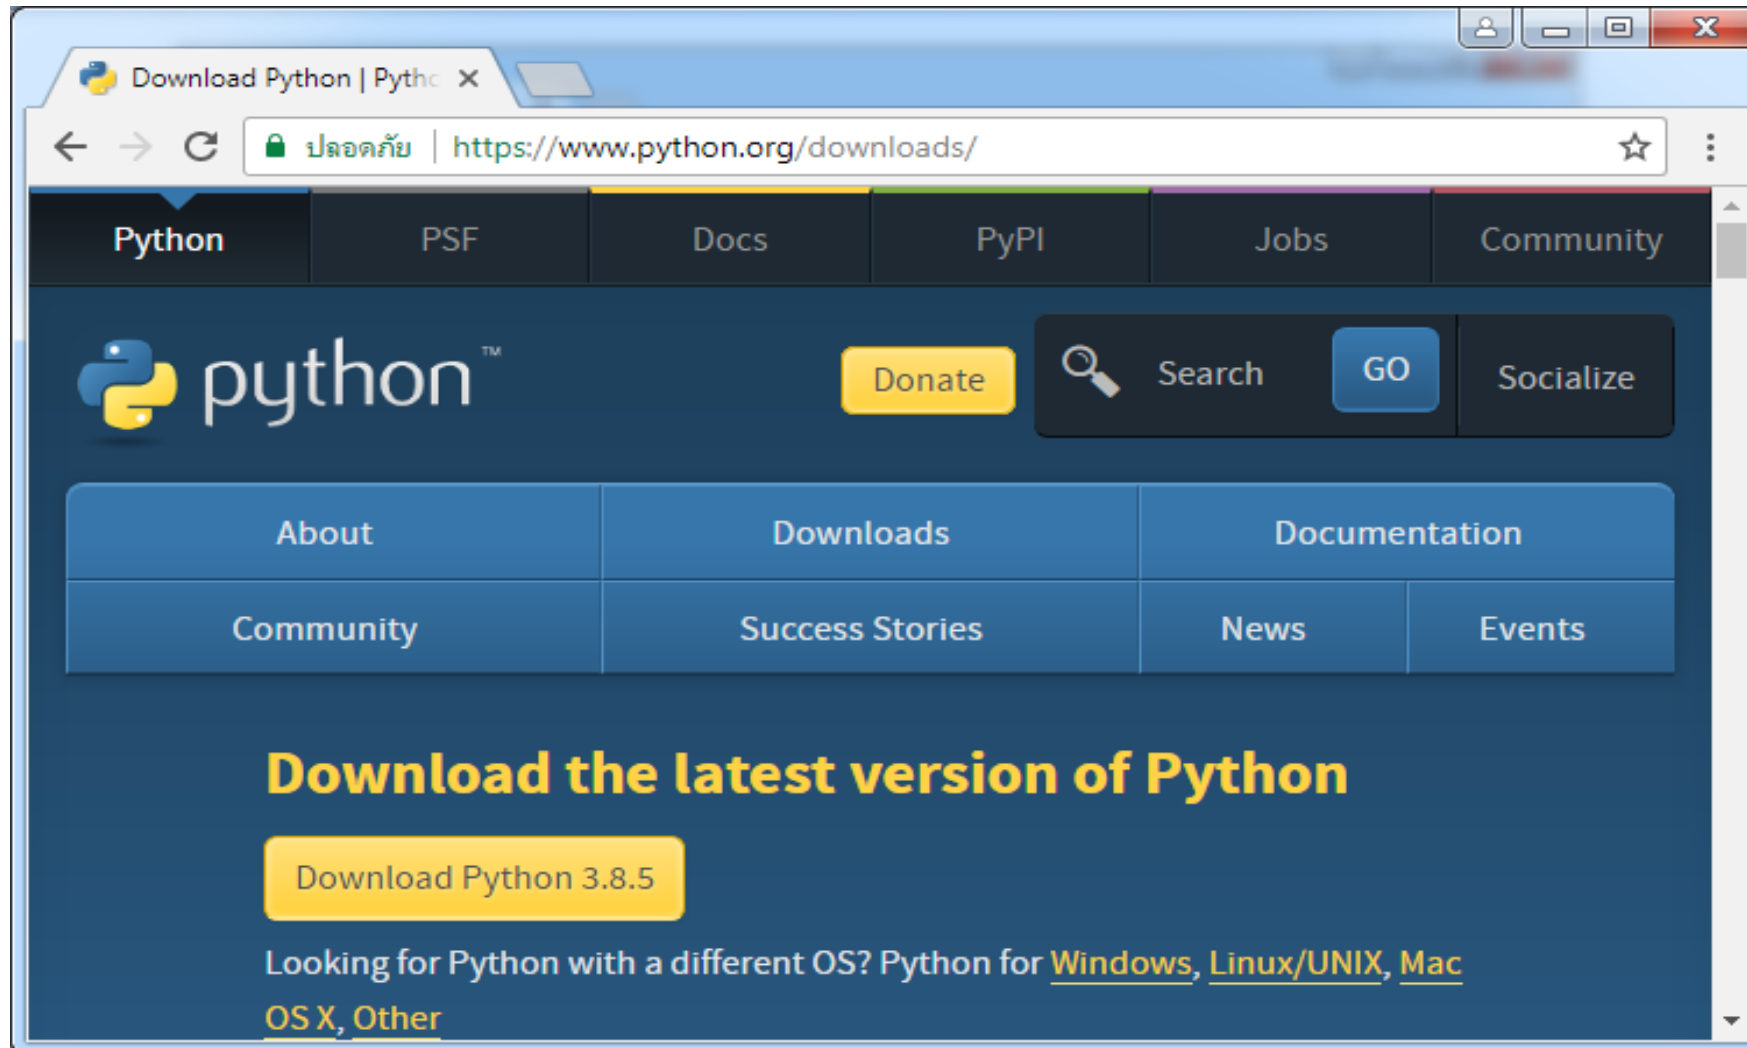 Download Python | Pytho
ปลอดภัย | https://www.python.org/downloads/
Python PSF Docs PyPI Jobs Community
python™ Donate Search GO Socialize
About Downloads Documentation
Community Success Stories News Events
Download the latest version of Python
Download Python 3.8.5
Looking for Python with a different OS? Python for Windows, Linux/UNIX, Mac
OS X, Other